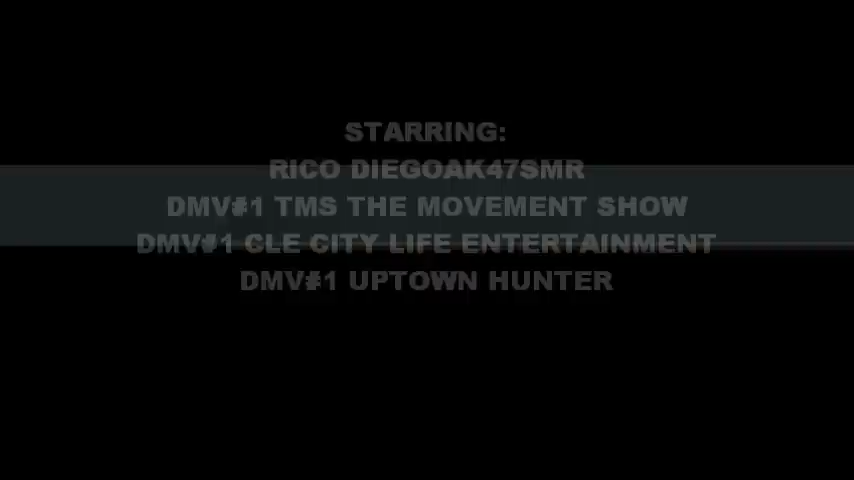 STARRING:
RICO DIEGOAK47SMR
DMV#1 TMS THE MOVEMENT SHOW
DMV#1 CLE CITY LIFE ENTERTAINMENT
DMV#1 UPTOWN HUNTER